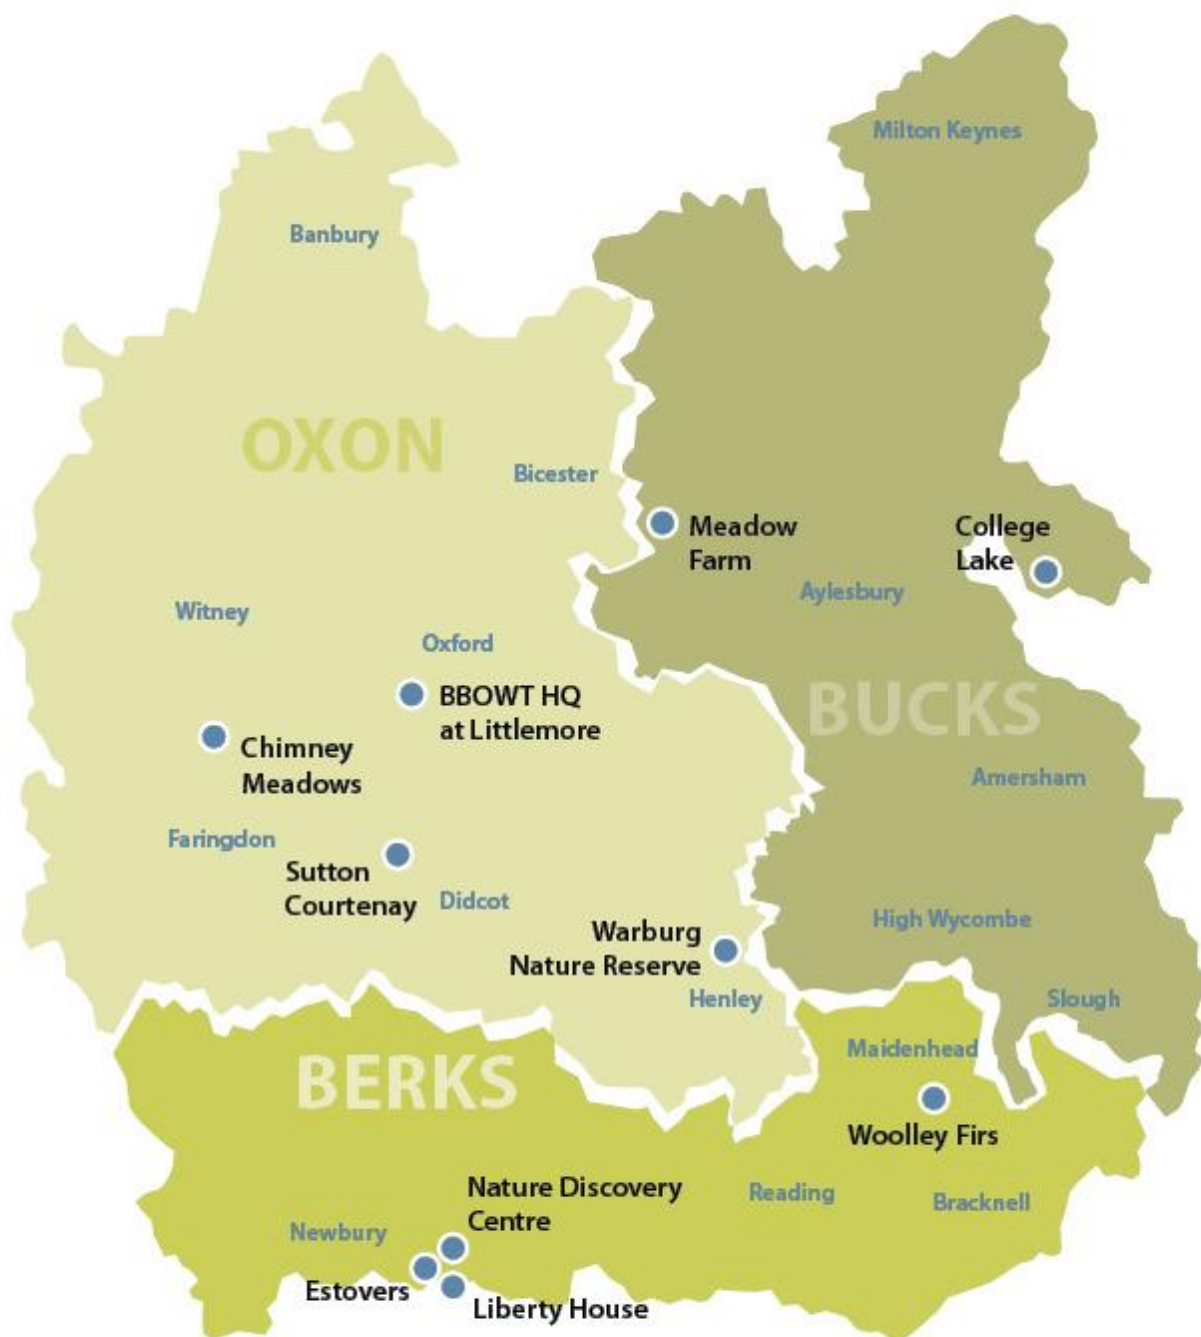 Milton Keynes
Banbury
OXON
Bicester
Meadow
Farm
College
Lake
Aylesbury
Witney
Oxford
BBOWT HQ
at Littlemore
BUCKS
Chimney
Meadows
Amersham
Faringdon
Sutton
Courtenay
Didcot
High Wycombe
Warburg
Nature Reserve
Henley
Slough
Maidenhead
BERKS
Woolley Firs
Nature Discovery
Centre
Reading
Bracknell
Newbury
Estovers
Liberty House